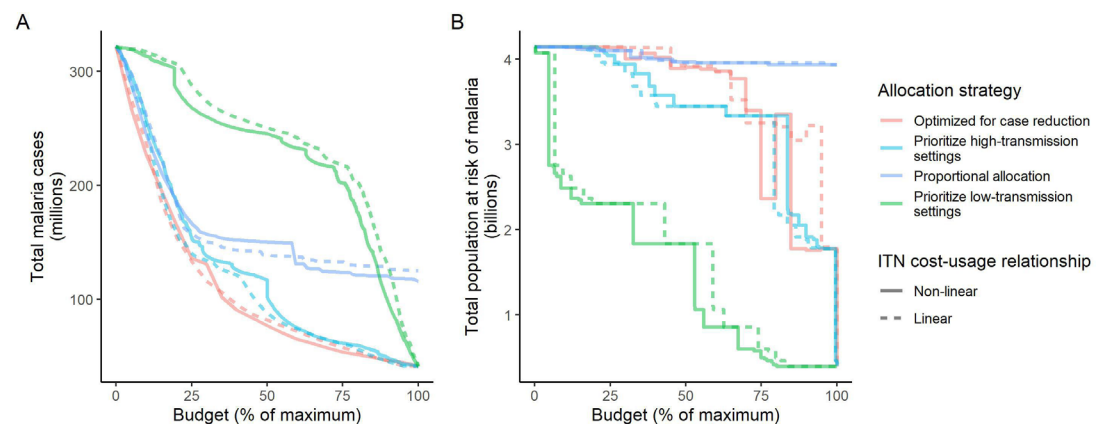 A
B
Total malaria cases
(millions)
300
200
100
0
25
50
75
100
Budget (% of maximum)
Total population at risk of malaria
(billions)
4
3
2
1
0
25
50
75
100
Budget (% of maximum)
Allocation strategy
Optimized for case reduction
Prioritize high-transmission
settings
Proportional allocation
Prioritize low-transmission
settings
ITN cost-usage relationship
Non-linear
Linear